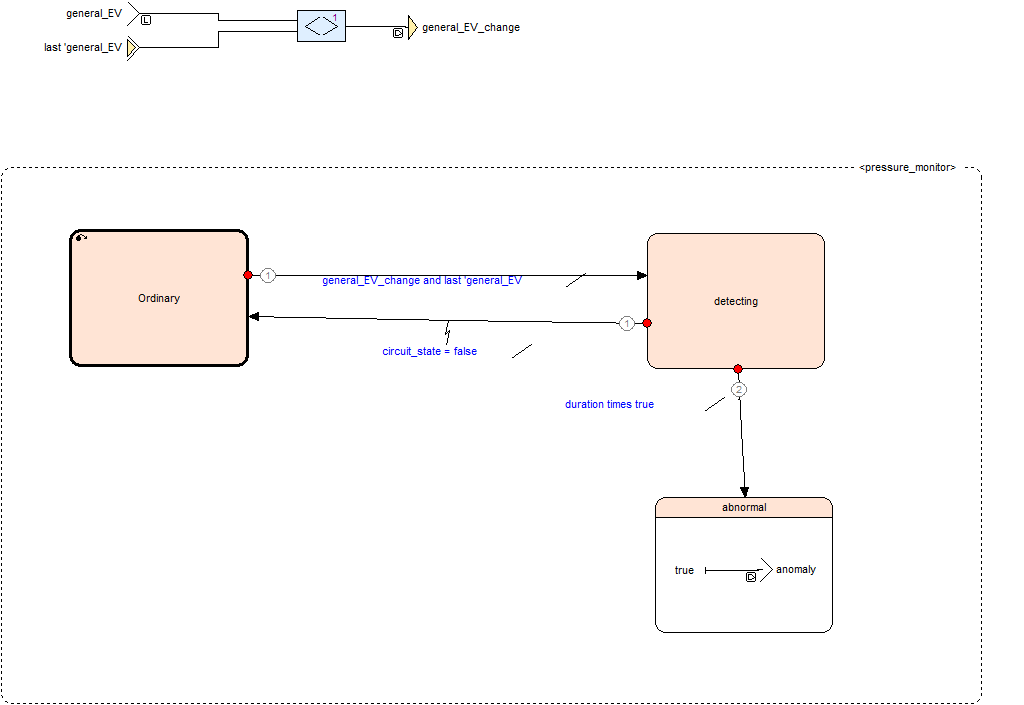 general_EV
L
last 'general_EV
<> 1
D
general_EV_change
<pressure_monitor>
Ordinary
1
general_EV_change and last 'general_EV
detecting
1
circuit_state = false
2
duration times true
abnormal
true
D
anomaly